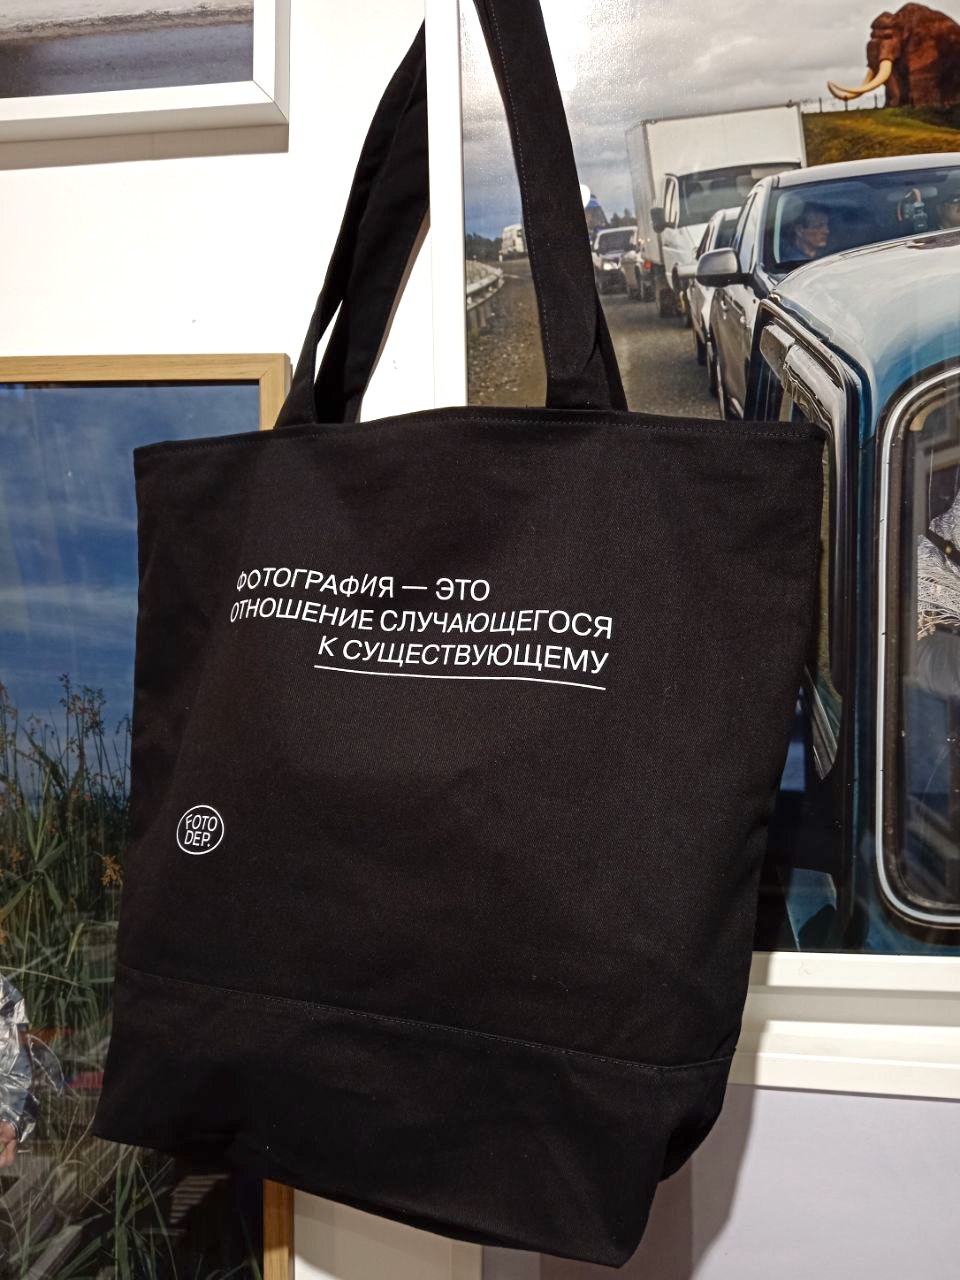 ФОТОГРАФИЯ — ЭТО
ОТНОШЕНИЕ СЛУЧАЮЩЕГОСЯ
К СУЩЕСТВУЮЩЕМУ
FOTO
DEP.